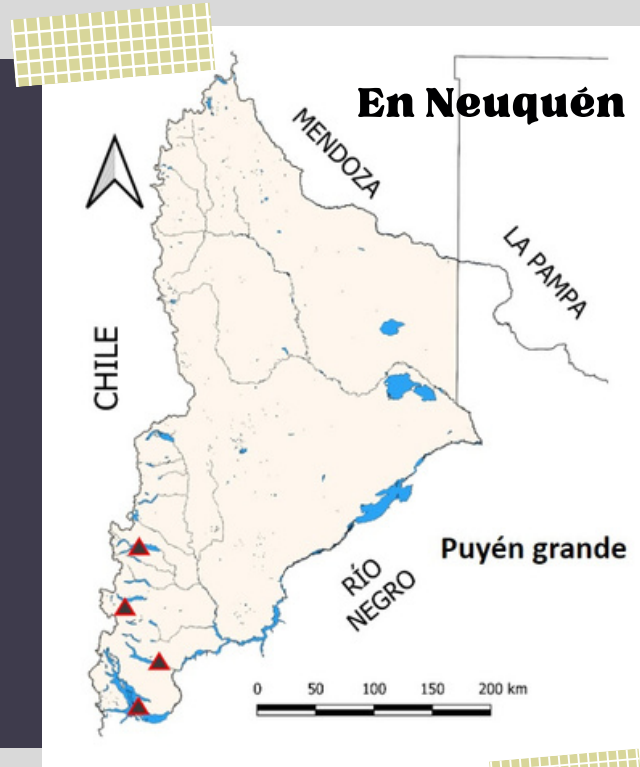 En Neuquén
MENDOZA
LA PAMPA
CHILE
Puyén grande
RÍO
NEGRO
0 50 100 150 200 km